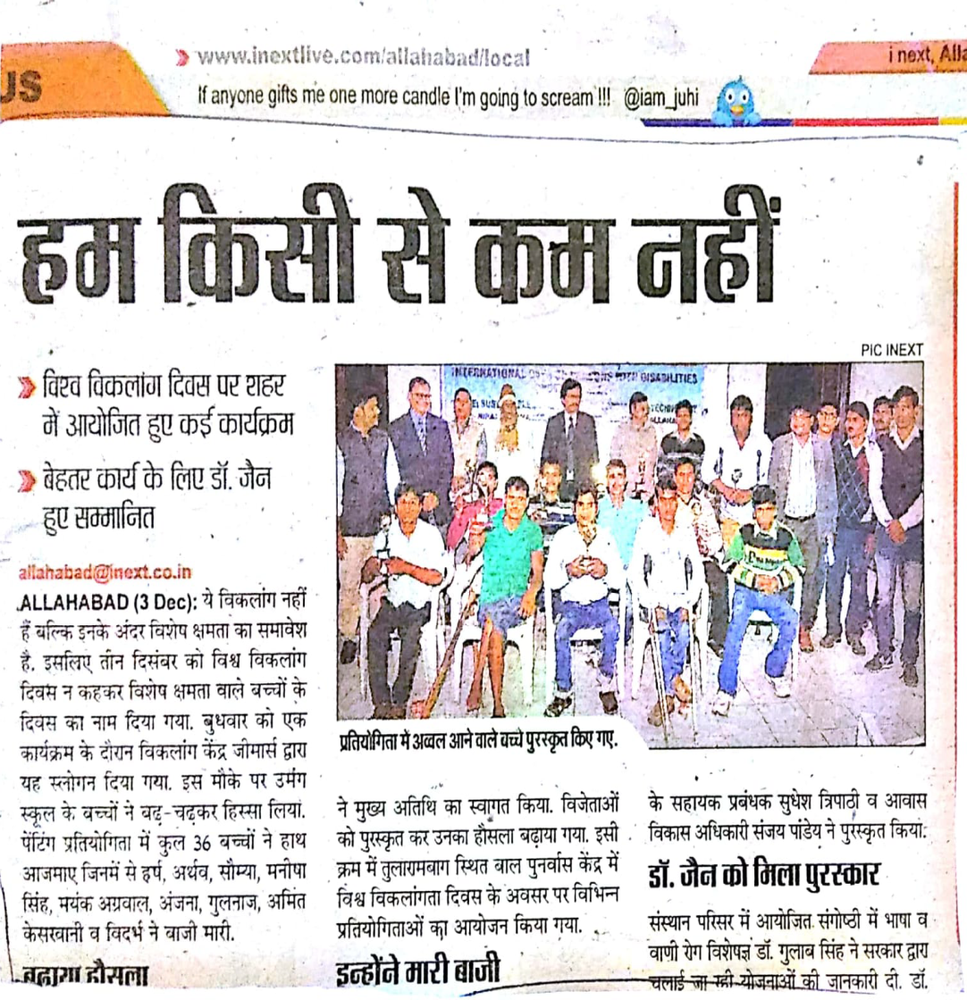 US
www.inextlive.com/allahabad/local
If anyone gifts me one more candle I'm going to scream !!! @iam_juhi
i next, Alla
हम किसी से कम नहीं
विश्व विकलांग दिवस पर शहर
में आयोजित हुए कई कार्यक्रम
बेहतर कार्य के लिए डॉ. जैन
हुए सम्मानित
allahabad@inext.co.in
ALLAHABAD (3 Dec): ये विकलांग नहीं
हैं बल्कि इनके अंदर विशेष क्षमता का समावेश
है. इसलिए तीन दिसंबर को विश्व विकलांग
दिवस न कहकर विशेष क्षमता वाले बच्चों के
दिवस का नाम दिया गया. बुधवार को एक
कार्यक्रम के दौरान विकलांग केंद्र जीमार्स द्वारा
यह स्लोगन दिया गया. इस मौके पर उमंग
स्कूल के बच्चों ने बढ़-चढ़कर हिस्सा लिया.
पेंटिंग प्रतियोगिता में कुल 36 बच्चों ने हाथ
आजमाए जिनमें से हर्ष, अर्थव, सौम्या, मनीषा
सिंह, मयंक अग्रवाल, अंजना, गुलनाज, अमित
केसरवानी व विदर्भ ने बाजी मारी.
बढ़ाया हौसला
PIC INEXT
INTERNATIONAL DISABILITIES
प्रतियोगिता में अव्वल आने वाले बच्चे पुरस्कृत किए गए.
ने मुख्य अतिथि का स्वागत किया. विजेताओं
को पुरस्कृत कर उनका हौसला बढ़ाया गया. इसी
क्रम में तुलारामबाग स्थित बाल पुनर्वास केंद्र में
विश्व विकलांगता दिवस के अवसर पर विभिन्न
प्रतियोगिताओं का आयोजन किया गया.
इन्होंने मारी बाजी
के सहायक प्रबंधक सुधेश त्रिपाठी व आवास
विकास अधिकारी संजय पांडेय ने पुरस्कृत किया.
डॉ. जैन को मिला पुरस्कार
संस्थान परिसर में आयोजित संगोष्ठी में भाषा व
वाणी रोग विशेषज्ञ डॉ. गुलाब सिंह ने सरकार द्वारा
चलाई जा रही योजनाओं की जानकारी दी. डॉ.